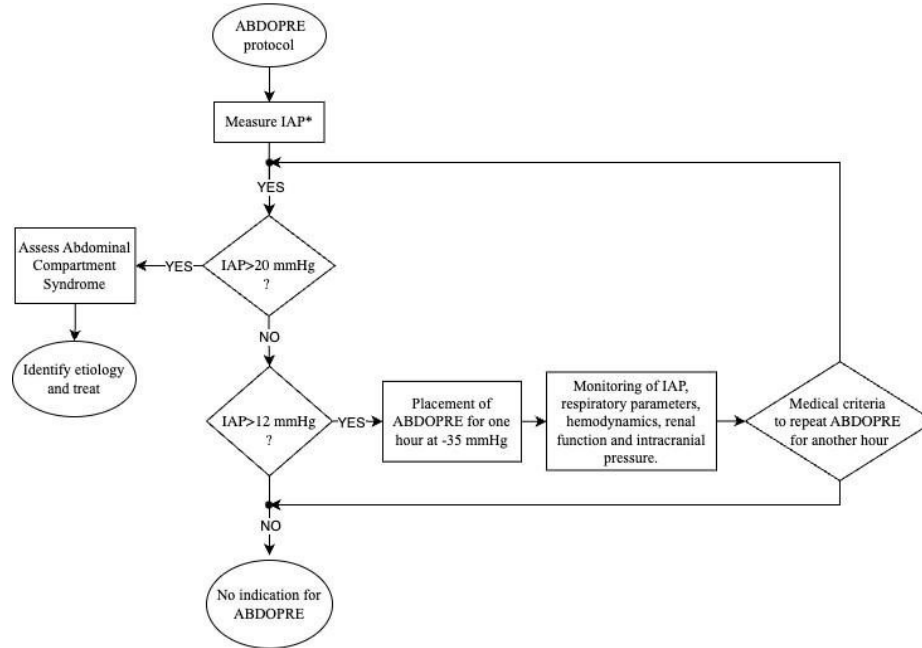 ABDOPRE
protocol
Measure IAP*
YES
Assess Abdominal
Compartment
Syndrome
YES
IAP>20 mmHg
?
NO
Identify etiology
and treat
IAP>12 mmHg
?
YES
Placement of
ABDOPRE for one
hour at -35 mmHg
Monitoring of IAP,
respiratory parameters,
hemodynamics, renal
function and intracranial
pressure.
Medical criteria
to repeat ABDOPRE
for another hour
NO
No indication for
ABDOPRE